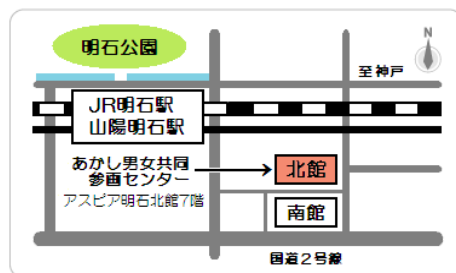 明石公園
N
至神戸
JR明石駅
山陽明石駅
あかし男女共同
参画センター
アスピア明石北館7階
北館
南館
国道2号線